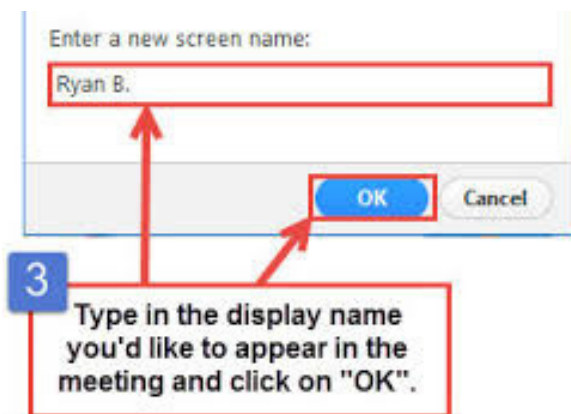 Enter a new screen name:
Ryan B.
OK Cancel
3
Type in the display name
you'd like to appear in the
meeting and click on "OK".